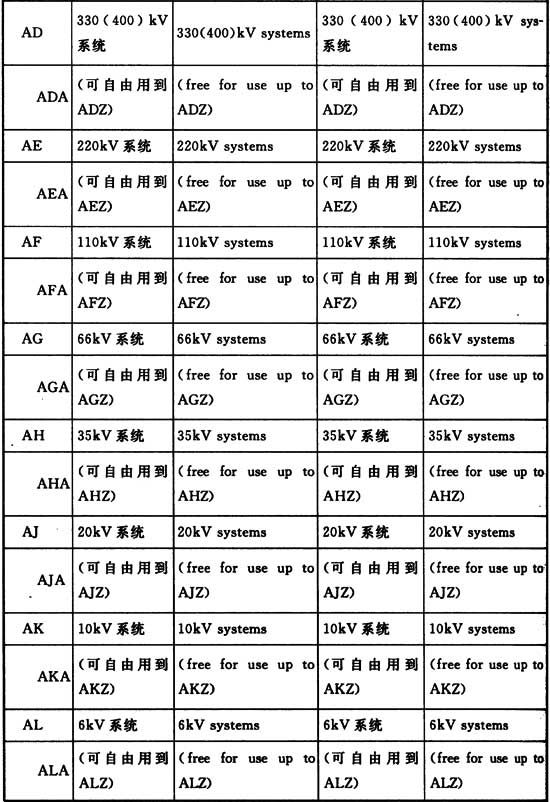 AD 330（400）kV 330(400)kV systems 330（400）kV 330（400）kV sys-
系统 系统 tems
ADA （可自由用到 (free for use up to （可自由用到 (free for use up to
ADZ) ADZ) ADZ) ADZ)
AE 220kV 系统 220kV systems 220kV 系统 220kV systems
AEA （可自由用到 (free for use up to （可自由用到 (free for use up to
AEZ) AEZ) AEZ) AEZ)
AF 110kV 系统 110kV systems 110kV 系统 110kV systems
AFA （可自由用到 (free for use up to （可自由用到 (free for use up to
AFZ) AFZ) AFZ) AFZ)
AG 66kV 系统 66kV systems 66kV 系统 66kV systems
AGA （可自由用到 (free for use up to （可自由用到 (free for use up to
AGZ) AGZ) AGZ) AGZ)
AH 35kV 系统 35kV systems 35kV 系统 35kV systems
AHA （可自由用到 (free for use up to （可自由用到 (free for use up to
AHZ) AHZ) AHZ) AHZ)
AJ 20kV 系统 20kV systems 20kV 系统 20kV systems
AJA （可自由用到 (free for use up to （可自由用到 (free for use up to
AJZ) AJZ) AJZ) AJZ)
AK 10kV 系统 10kV systems 10kV 系统 10kV systems
AKA （可自由用到 (free for use up to （可自由用到 (free for use up to
AKZ) AKZ) AKZ) AKZ)
AL 6kV 系统 6kV systems 6kV 系统 6kV systems
ALA （可自由用到 (free for use up to （可自由用到 (free for use up to
ALZ) ALZ) ALZ) ALZ)